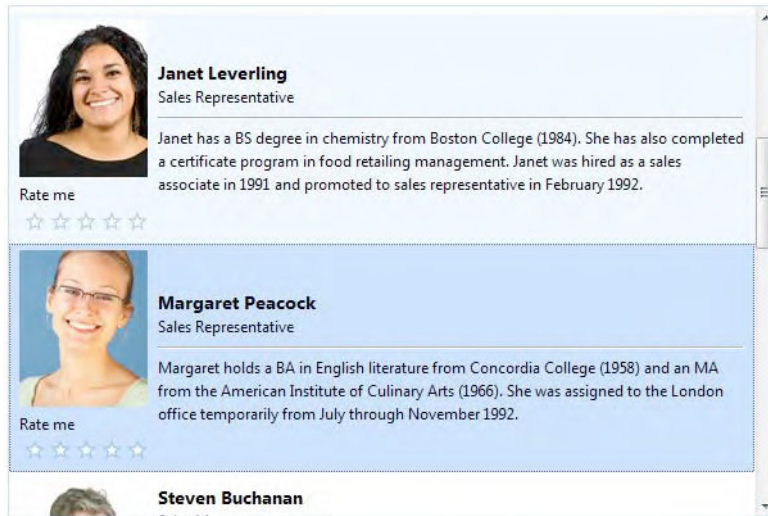 Janet Leverling
Sales Representative
Janet has a BS degree in chemistry from Boston College (1984). She has also completed
a certificate program in food retailing management. Janet was hired as a sales
associate in 1991 and promoted to sales representative in February 1992.
Rate me
Margaret Peacock
Sales Representative
Margaret holds a BA in English literature from Concordia College (1958) and an MA
from the American Institute of Culinary Arts (1966). She was assigned to the London
office temporarily from July through November 1992.
Rate me
Steven Buchanan